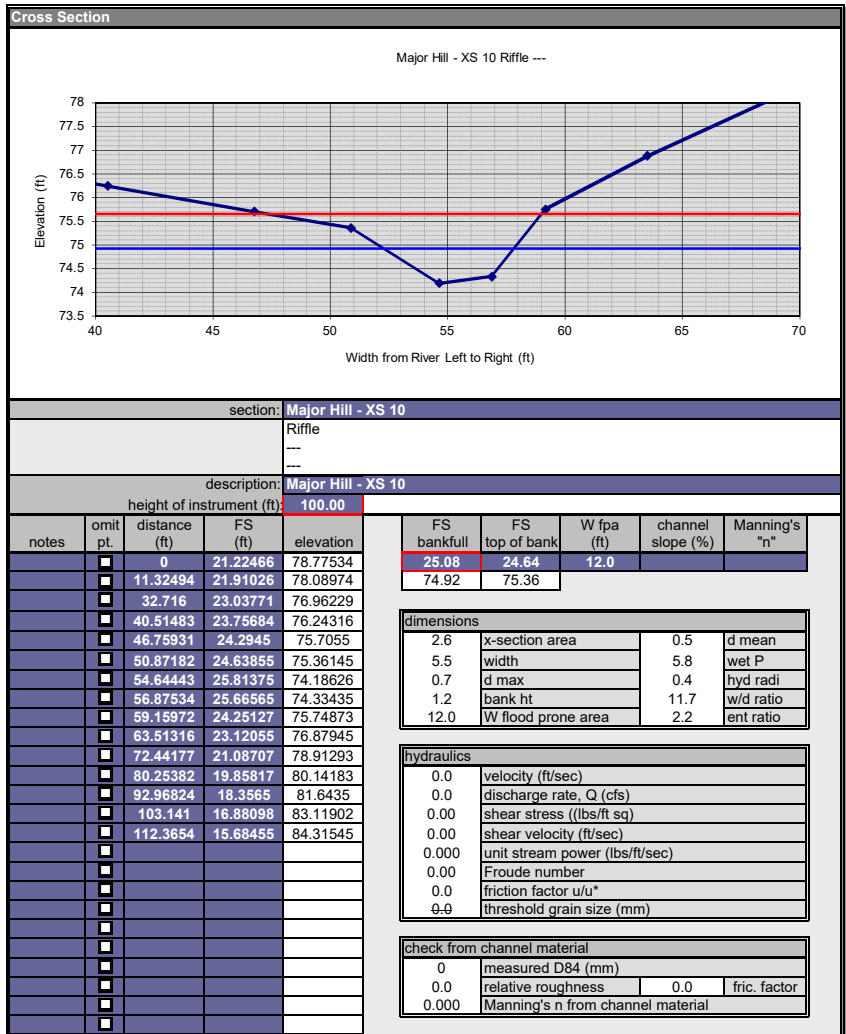 Cross Section
Major Hill - XS 10 Riffle ---
78
77.5
77
76.5
76
75.5
75
74.5
74
73.5
Elevation (ft)
40 45 50 55 60 65 70
Width from River Left to Right (ft)
section: Major Hill - XS 10
Riffle
---
---
description: Major Hill - XS 10
height of instrument (ft): 100.00
notes omit pt. distance (ft) FS (ft) elevation
0 21.22466 78.77534
11.32494 21.91026 78.08974
32.716 23.03771 76.96229
40.51483 23.75684 76.24316
46.75931 24.2945 75.7055
50.87182 24.63855 75.36145
54.64443 25.81375 74.18626
56.87534 25.66565 74.33435
59.15972 24.25127 75.74873
63.51316 23.12055 76.87945
72.44177 21.08707 78.91293
80.25382 19.85817 80.14183
92.96824 18.3565 81.6435
103.141 16.88098 83.11902
112.3654 15.68455 84.31545
FS bankfull FS top of bank W fpa (ft) channel slope (%) Manning's "n"
25.08 24.64 12.0
74.92 75.36
dimensions
2.6 x-section area 0.5 d mean
5.5 width 5.8 wet P
0.7 d max 0.4 hyd radi
1.2 bank ht 11.7 w/d ratio
12.0 W flood prone area 2.2 ent ratio
hydraulics
0.0 velocity (ft/sec)
0.0 discharge rate, Q (cfs)
0.00 shear stress ((lbs/ft sq)
0.00 shear velocity (ft/sec)
0.000 unit stream power (lbs/ft/sec)
0.00 Froude number
0.0 friction factor u/u*
0.0 threshold grain size (mm)
check from channel material
0 measured D84 (mm)
0.0 relative roughness 0.0 fric. factor
0.000 Manning's n from channel material